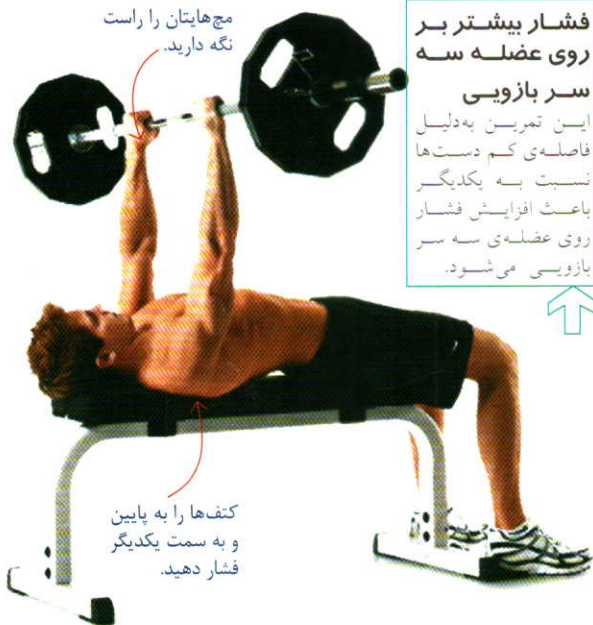 فشار بیشتر بر
روی عضله سه
سر بازویی
این تمرین به‌دلیل
فاصله‌ی کم دست‌ها
نسبت به یکدیگر
باعث افزایش فشار
روی عضله‌ی سه سر
بازویی می‌شود.
مچ‌هایتان را راست
نگه دارید.
کتف‌ها را به پایین
و به سمت یکدیگر
فشار دهید.